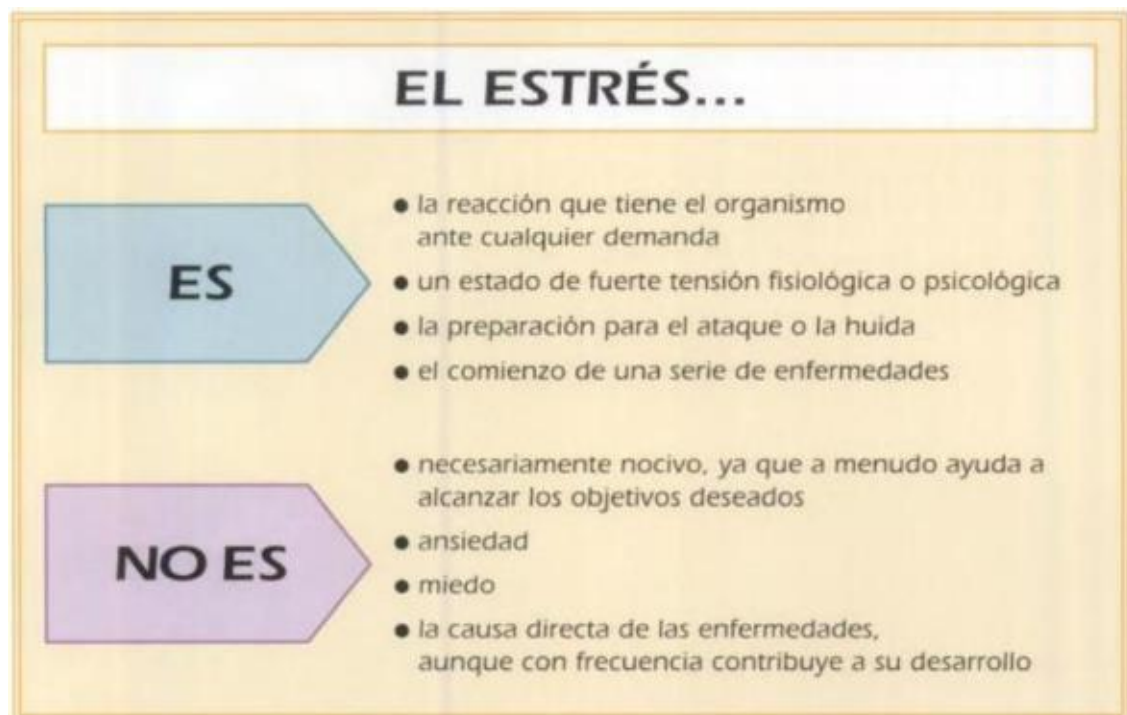 EL ESTRÉS...
ES
● la reacción que tiene el organismo
ante cualquier demanda
● un estado de fuerte tensión fisiológica o psicológica
● la preparación para el ataque o la huida
● el comienzo de una serie de enfermedades
NO ES
● necesariamente nocivo, ya que a menudo ayuda a
alcanzar los objetivos deseados
● ansiedad
● miedo
● la causa directa de las enfermedades,
aunque con frecuencia contribuye a su desarrollo